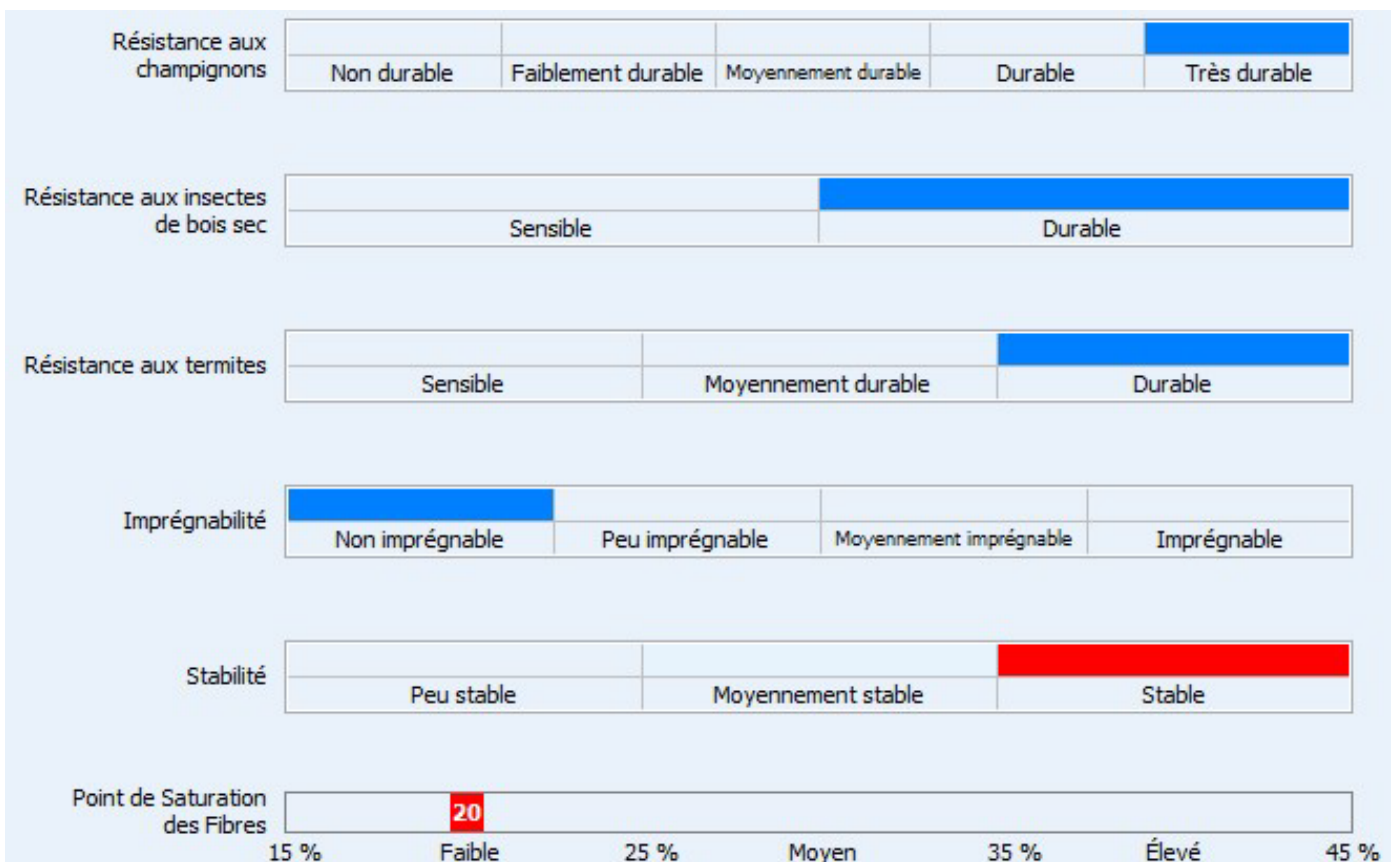 Résistance aux
champignons
Non durable Faiblement durable Moyennement durable Durable Très durable
Résistance aux insectes
de bois sec
Sensible Durable
Résistance aux termites
Sensible Moyennement durable Durable
Imprégnabilité
Non imprégnable Peu imprégnable Moyennement imprégnable Imprégnable
Stabilité
Peu stable Moyennement stable Stable
Point de Saturation
des Fibres
20
15 % Faible 25 % Moyen 35 % Élevé 45 %